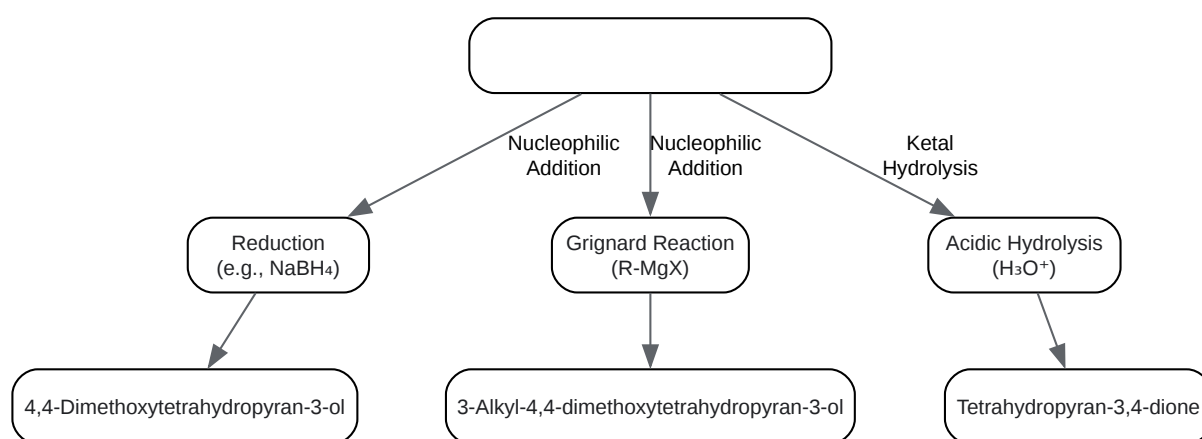 Nucleophilic
Addition
Nucleophilic
Addition
Ketal
Hydrolysis
Reduction
(e.g., NaBH₄)
Grignard Reaction
(R-MgX)
Acidic Hydrolysis
(H₃O⁺)
4,4-Dimethoxytetrahydropyran-3-ol
3-Alkyl-4,4-dimethoxytetrahydropyran-3-ol
Tetrahydropyran-3,4-dione